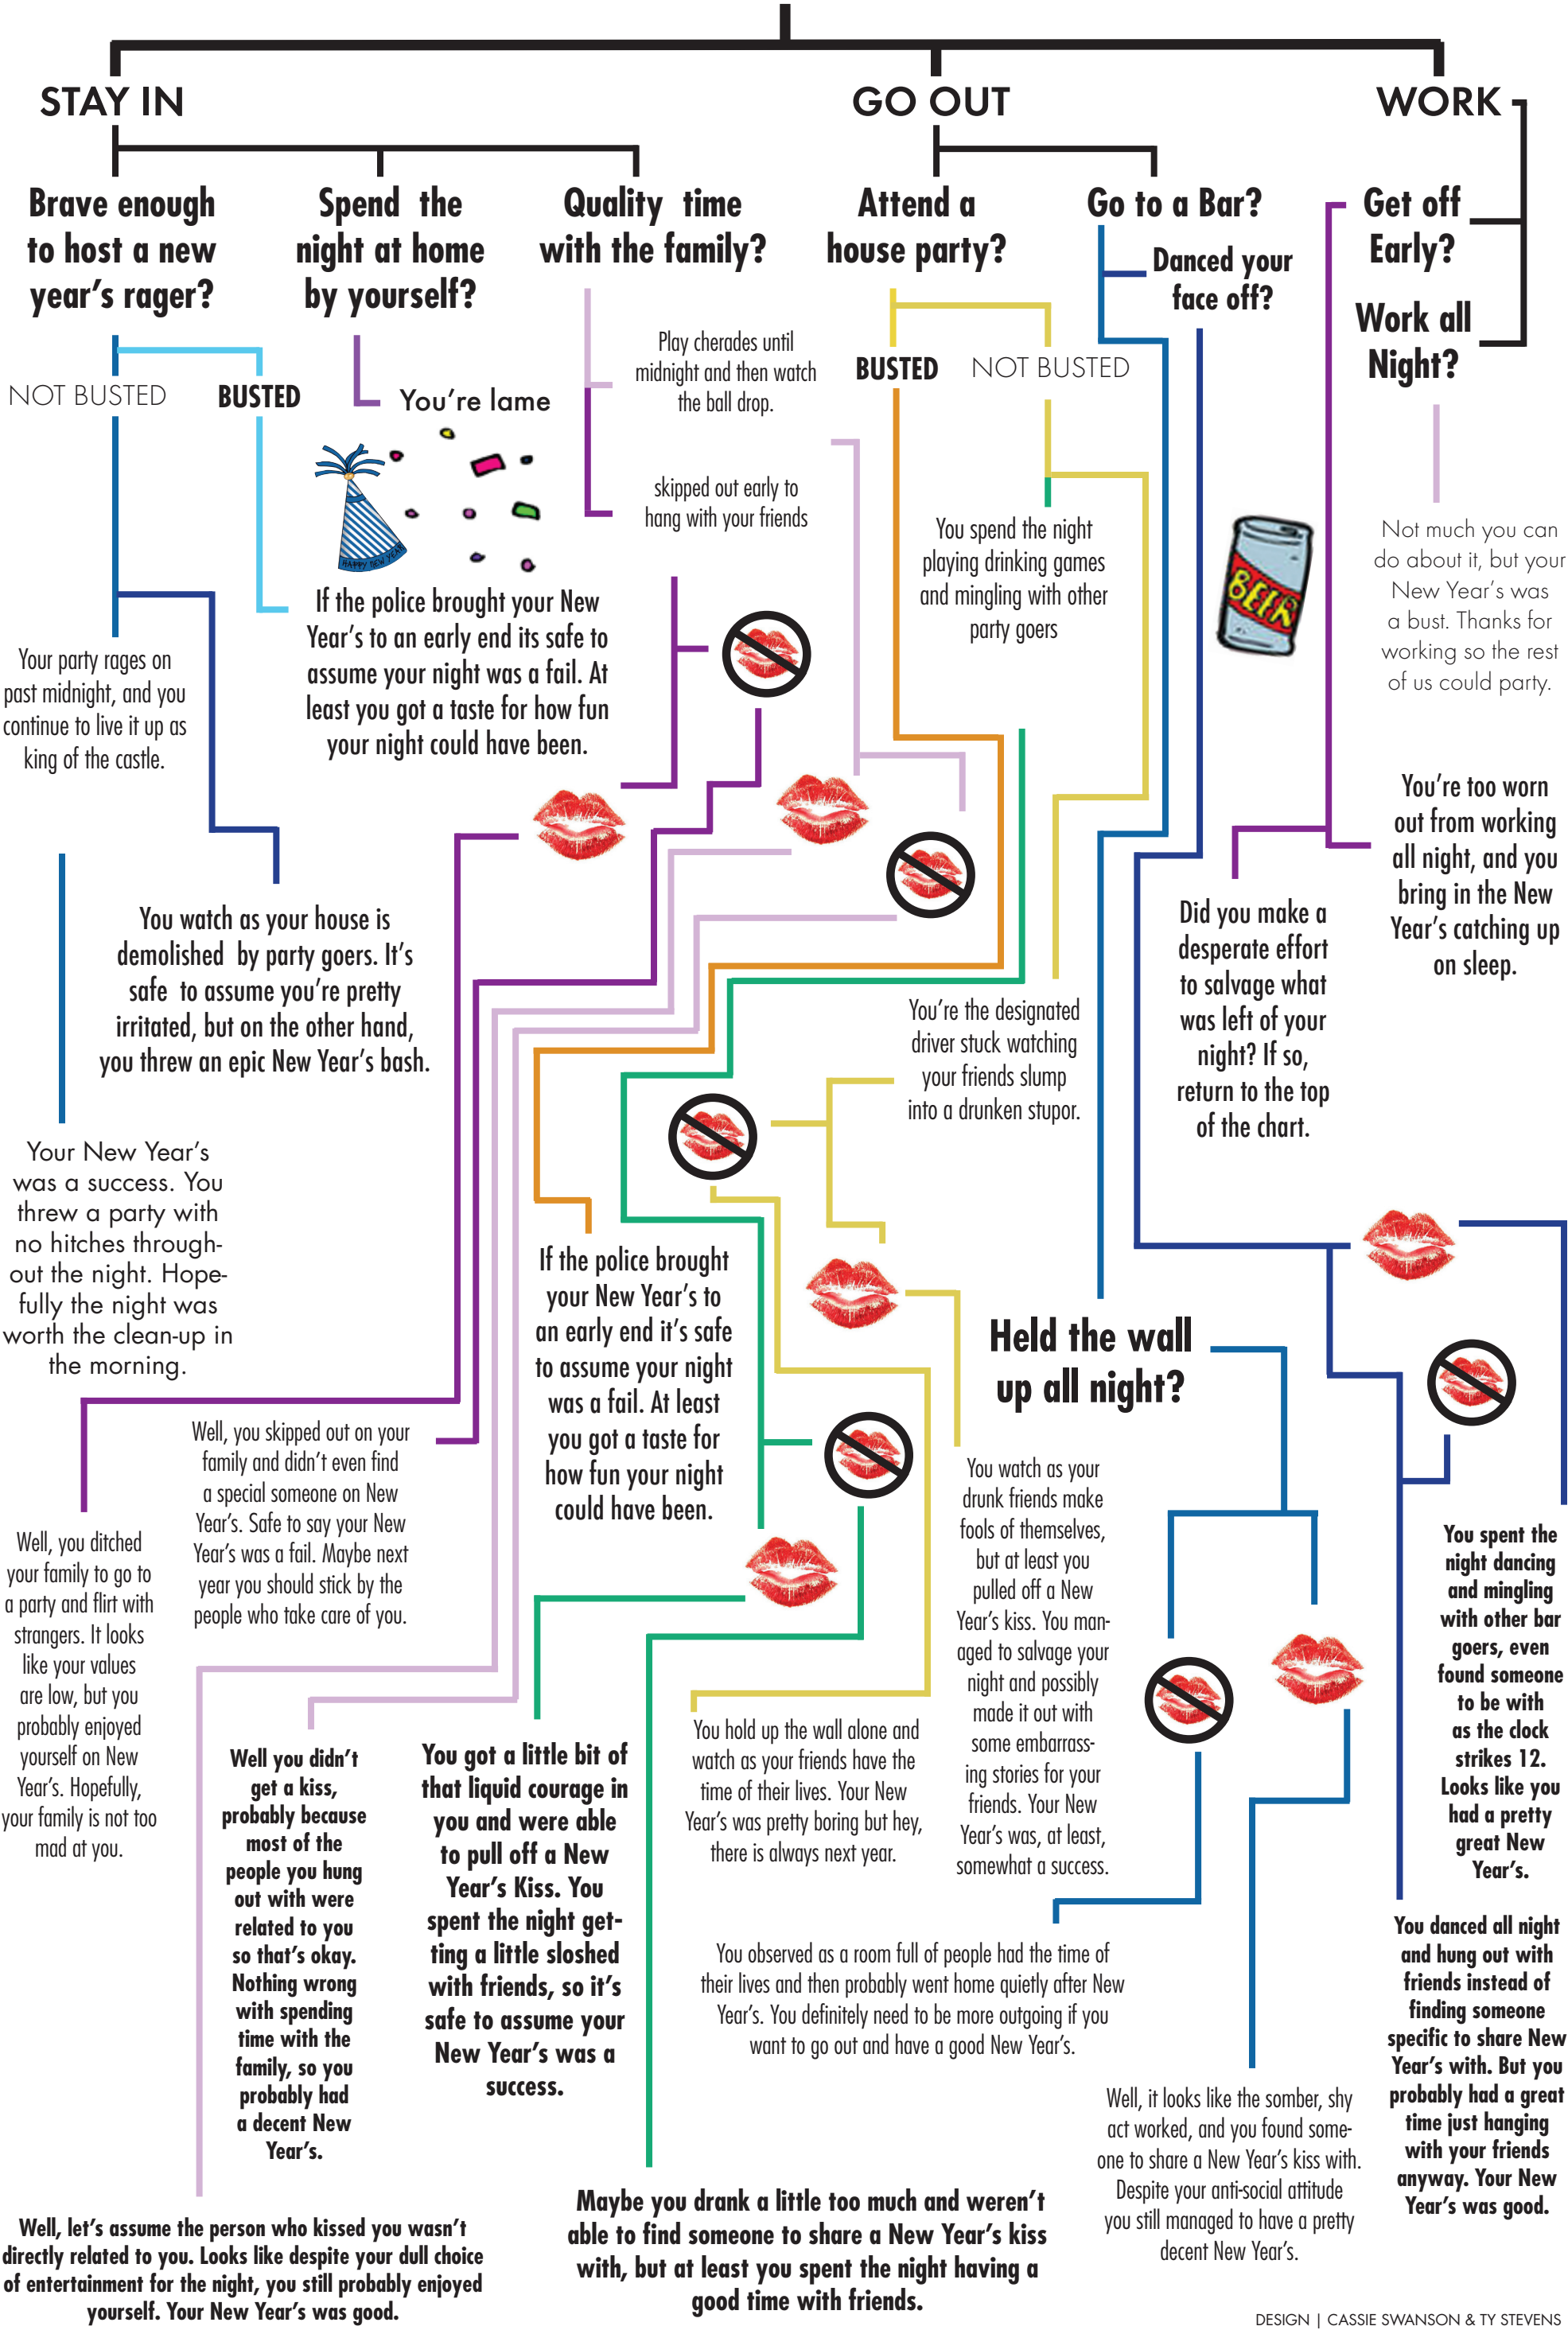 STAY IN
GO OUT
WORK
Brave enough
to host a new
year's rager?
Spend the
night at home
by yourself?
Quality time
with the family?
Attend a
house party?
Go to a Bar?
Danced your
face off?
Get off
Early?
Work all
Night?
NOT BUSTED
BUSTED
You're lame
Play cherades until
midnight and then watch
the ball drop.
skipped out early to
hang with your friends
BUSTED
NOT BUSTED
HAPPY NEW YEAR
BEER
You spend the night
playing drinking games
and mingling with other
party goers
Not much you can
do about it, but your
New Year's was
a bust. Thanks for
working so the rest
of us could party.
If the police brought your New
Year's to an early end its safe to
assume your night was a fail. At
least you got a taste for how fun
your night could have been.
Your party rages on
past midnight, and you
continue to live it up as
king of the castle.
You're too worn
out from working
all night, and you
bring in the New
Year's catching up
on sleep.
You watch as your house is
demolished by party goers. It's
safe to assume you're pretty
irritated, but on the other hand,
you threw an epic New Year's bash.
Did you make a
desperate effort
to salvage what
was left of your
night? If so,
return to the top
of the chart.
You're the designated
driver stuck watching
your friends slump
into a drunken stupor.
Your New Year's
was a success. You
threw a party with
no hitches through-
out the night. Hope-
fully the night was
worth the clean-up in
the morning.
If the police brought
your New Year's to
an early end it's safe
to assume your night
was a fail. At least
you got a taste for
how fun your night
could have been.
Held the wall
up all night?
Well, you skipped out on your
family and didn't even find
a special someone on New
Year's. Safe to say your New
Year's was a fail. Maybe next
year you should stick by the
people who take care of you.
Well, you ditched
your family to go to
a party and flirt with
strangers. It looks
like your values
are low, but you
probably enjoyed
yourself on New
Year's. Hopefully,
your family is not too
mad at you.
You watch as your
drunk friends make
fools of themselves,
but at least you
pulled off a New
Year's kiss. You man-
aged to salvage your
night and possibly
made it out with
some embarrass-
ing stories for your
friends. Your New
Year's was, at least,
somewhat a success.
You spent the
night dancing
and mingling
with other bar
goers, even
found someone
to be with
as the clock
strikes 12.
Looks like you
had a pretty
great New
Year's.
Well you didn't
get a kiss,
probably because
most of the
people you hung
out with were
related to you
so that's okay.
Nothing wrong
with spending
time with the
family, so you
probably had
a decent New
Year's.
You got a little bit of
that liquid courage in
you and were able
to pull off a New
Year's Kiss. You
spent the night get-
ting a little sloshed
with friends, so it's
safe to assume your
New Year's was a
success.
You hold up the wall alone and
watch as your friends have the
time of their lives. Your New
Year's was pretty boring but hey,
there is always next year.
You observed as a room full of people had the time of
their lives and then probably went home quietly after New
Year's. You definitely need to be more outgoing if you
want to go out and have a good New Year's.
You danced all night
and hung out with
friends instead of
finding someone
specific to share New
Year's with. But you
probably had a great
time just hanging
with your friends
anyway. Your New
Year's was good.
Well, it looks like the somber, shy
act worked, and you found some-
one to share a New Year's kiss with.
Despite your anti-social attitude
you still managed to have a pretty
decent New Year's.
Maybe you drank a little too much and weren't
able to find someone to share a New Year's kiss
with, but at least you spent the night having a
good time with friends.
Well, let's assume the person who kissed you wasn't
directly related to you. Looks like despite your dull choice
of entertainment for the night, you still probably enjoyed
yourself. Your New Year's was good.
DESIGN | CASSIE SWANSON & TY STEVENS